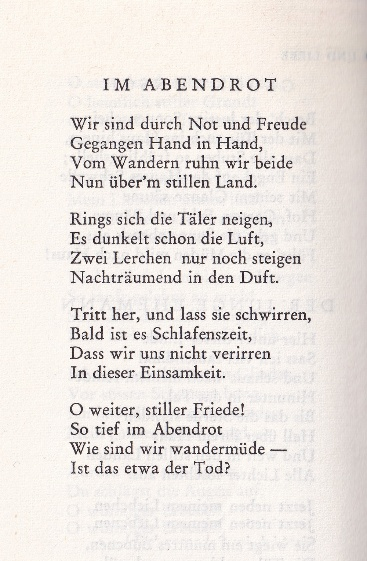 IM ABENDROT
Wir sind durch Not und Freude
Gegangen Hand in Hand,
Vom Wandern ruhn wir beide
Nun über'm stillen Land.
Rings sich die Täler neigen,
Es dunkelt schon die Luft,
Zwei Lerchen nur noch steigen
Nachträumend in den Duft.
Tritt her, und lass sie schwirren,
Bald ist es Schlafenszeit,
Dass wir uns nicht verirren
In dieser Einsamkeit.
O weiter, stiller Friede!
So tief im Abendrot
Wie sind wir wandermüde —
Ist das etwa der Tod?